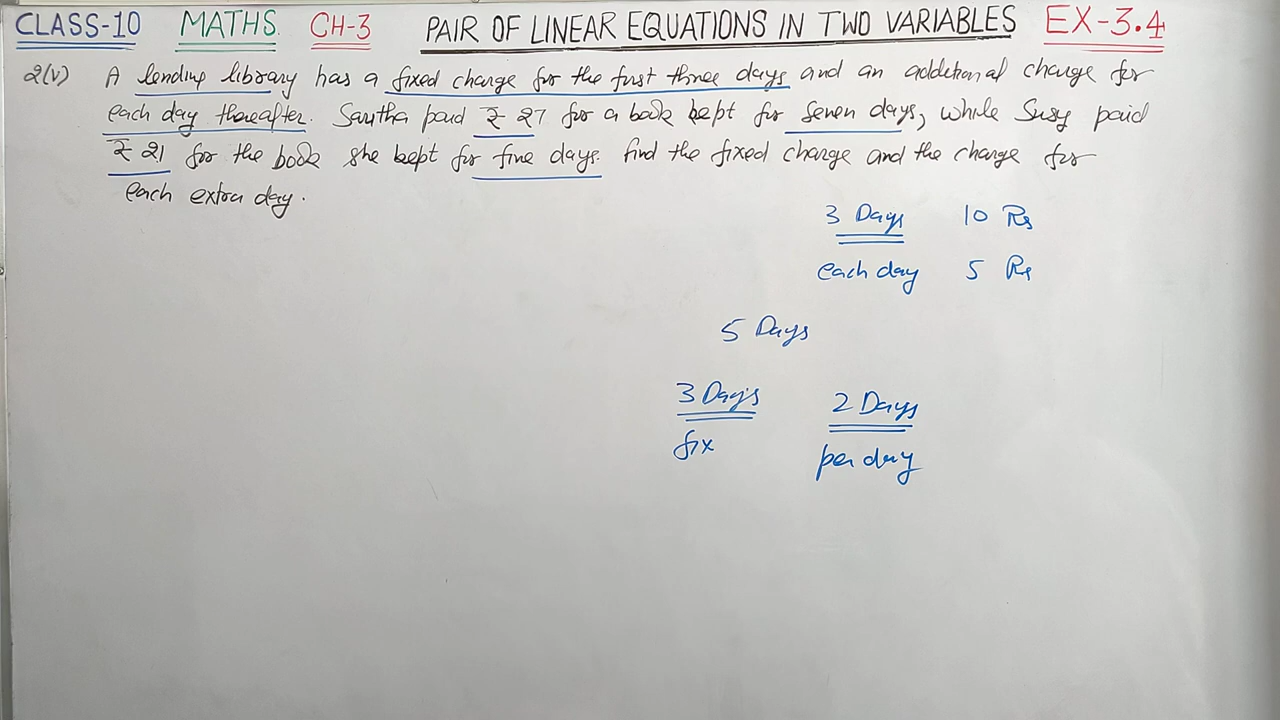 CLASS-10 MATHS CH-3 PAIR OF LINEAR EQUATIONS IN TWO VARIABLES EX-3.4
2(V) A lending library has a fixed charge for the first three days and an additional charge for
each day thereafter. Saritha paid ₹ 27 for a book kept for seven days, while Susy paid
₹ 21 for the book she kept for five days. find the fixed charge and the charge for
each extra day.
3 Days 10 Rs
each day 5 Rs
5 Days
3 Days 2 Days
fix per day